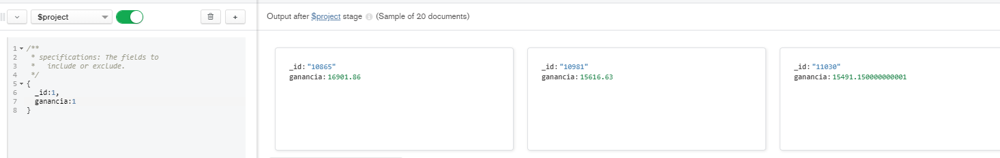 $project
+
Output after $project stage (Sample of 20 documents)
1 /**
2 * specifications: The fields to
3 *   include or exclude.
4 */
5 {
6   _id:1,
7   ganancia:1
8 }
_id: "10865"
ganancia: 16901.86
_id: "10981"
ganancia: 15616.63
_id: "11030"
ganancia: 15491.150000000001